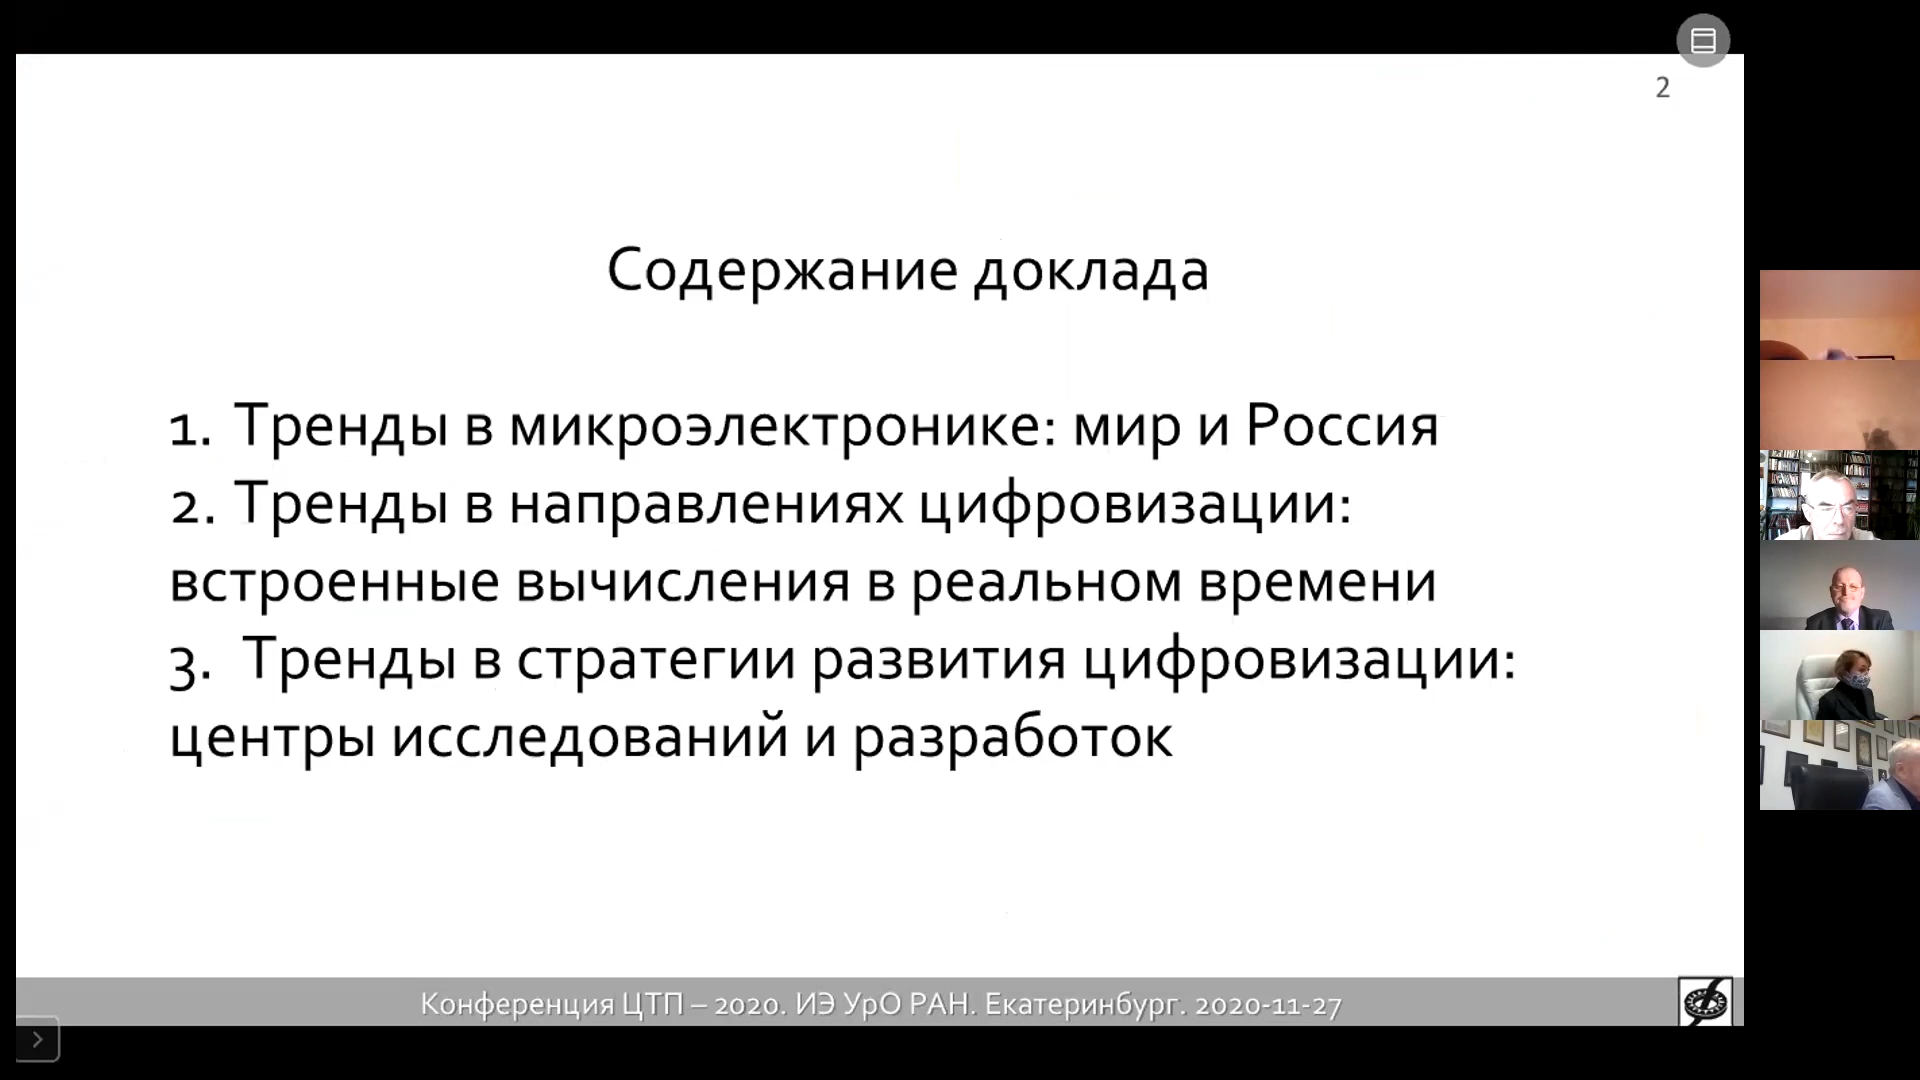 2
Содержание доклада
1. Тренды в микроэлектронике: мир и Россия
2. Тренды в направлениях цифровизации:
встроенные вычисления в реальном времени
3. Тренды в стратегии развития цифровизации:
центры исследований и разработок
Конференция ЦТП – 2020. ИЭ УрО РАН. Екатеринбург. 2020-11-27